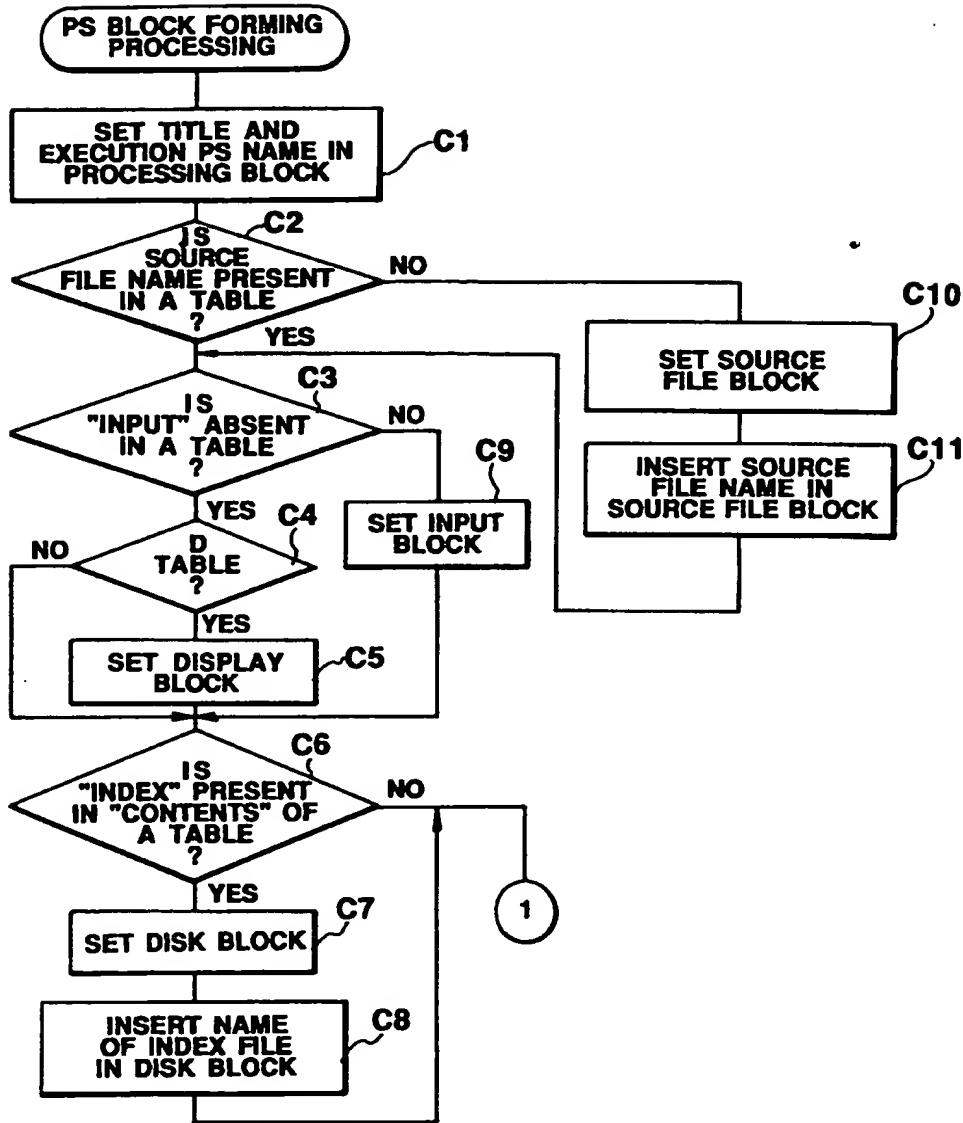 PS BLOCK FORMING
PROCESSING
SET TITLE AND
EXECUTION PS NAME IN
PROCESSING BLOCK
C1
C2
IS
SOURCE
FILE NAME PRESENT
IN A TABLE
?
NO
YES
C10
SET SOURCE
FILE BLOCK
C3
IS
"INPUT" ABSENT
IN A TABLE
?
NO
YES
C11
INSERT SOURCE
FILE NAME IN
SOURCE FILE BLOCK
C9
SET INPUT
BLOCK
C4
D
TABLE
?
NO
YES
SET DISPLAY
BLOCK
C5
C6
IS
"INDEX" PRESENT
IN "CONTENTS" OF
A TABLE
?
NO
YES
1
C7
SET DISK BLOCK
INSERT NAME
OF INDEX FILE
IN DISK BLOCK
C8